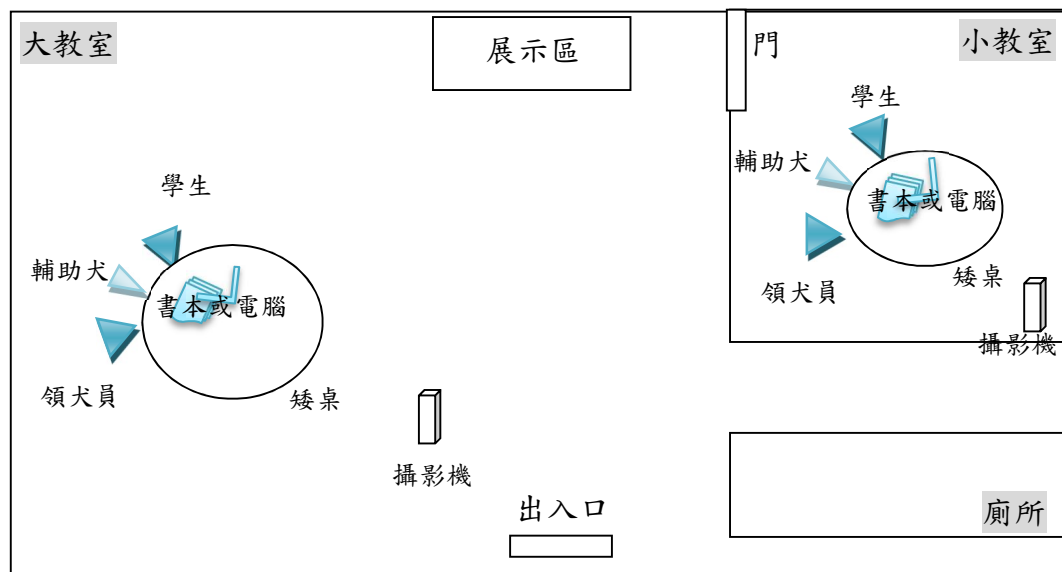 大教室
展示區
門
小教室
學生
輔助犬
書本或電腦
領犬員
矮桌
攝影機
學生
輔助犬
書本或電腦
領犬員
矮桌
攝影機
出入口
廁所